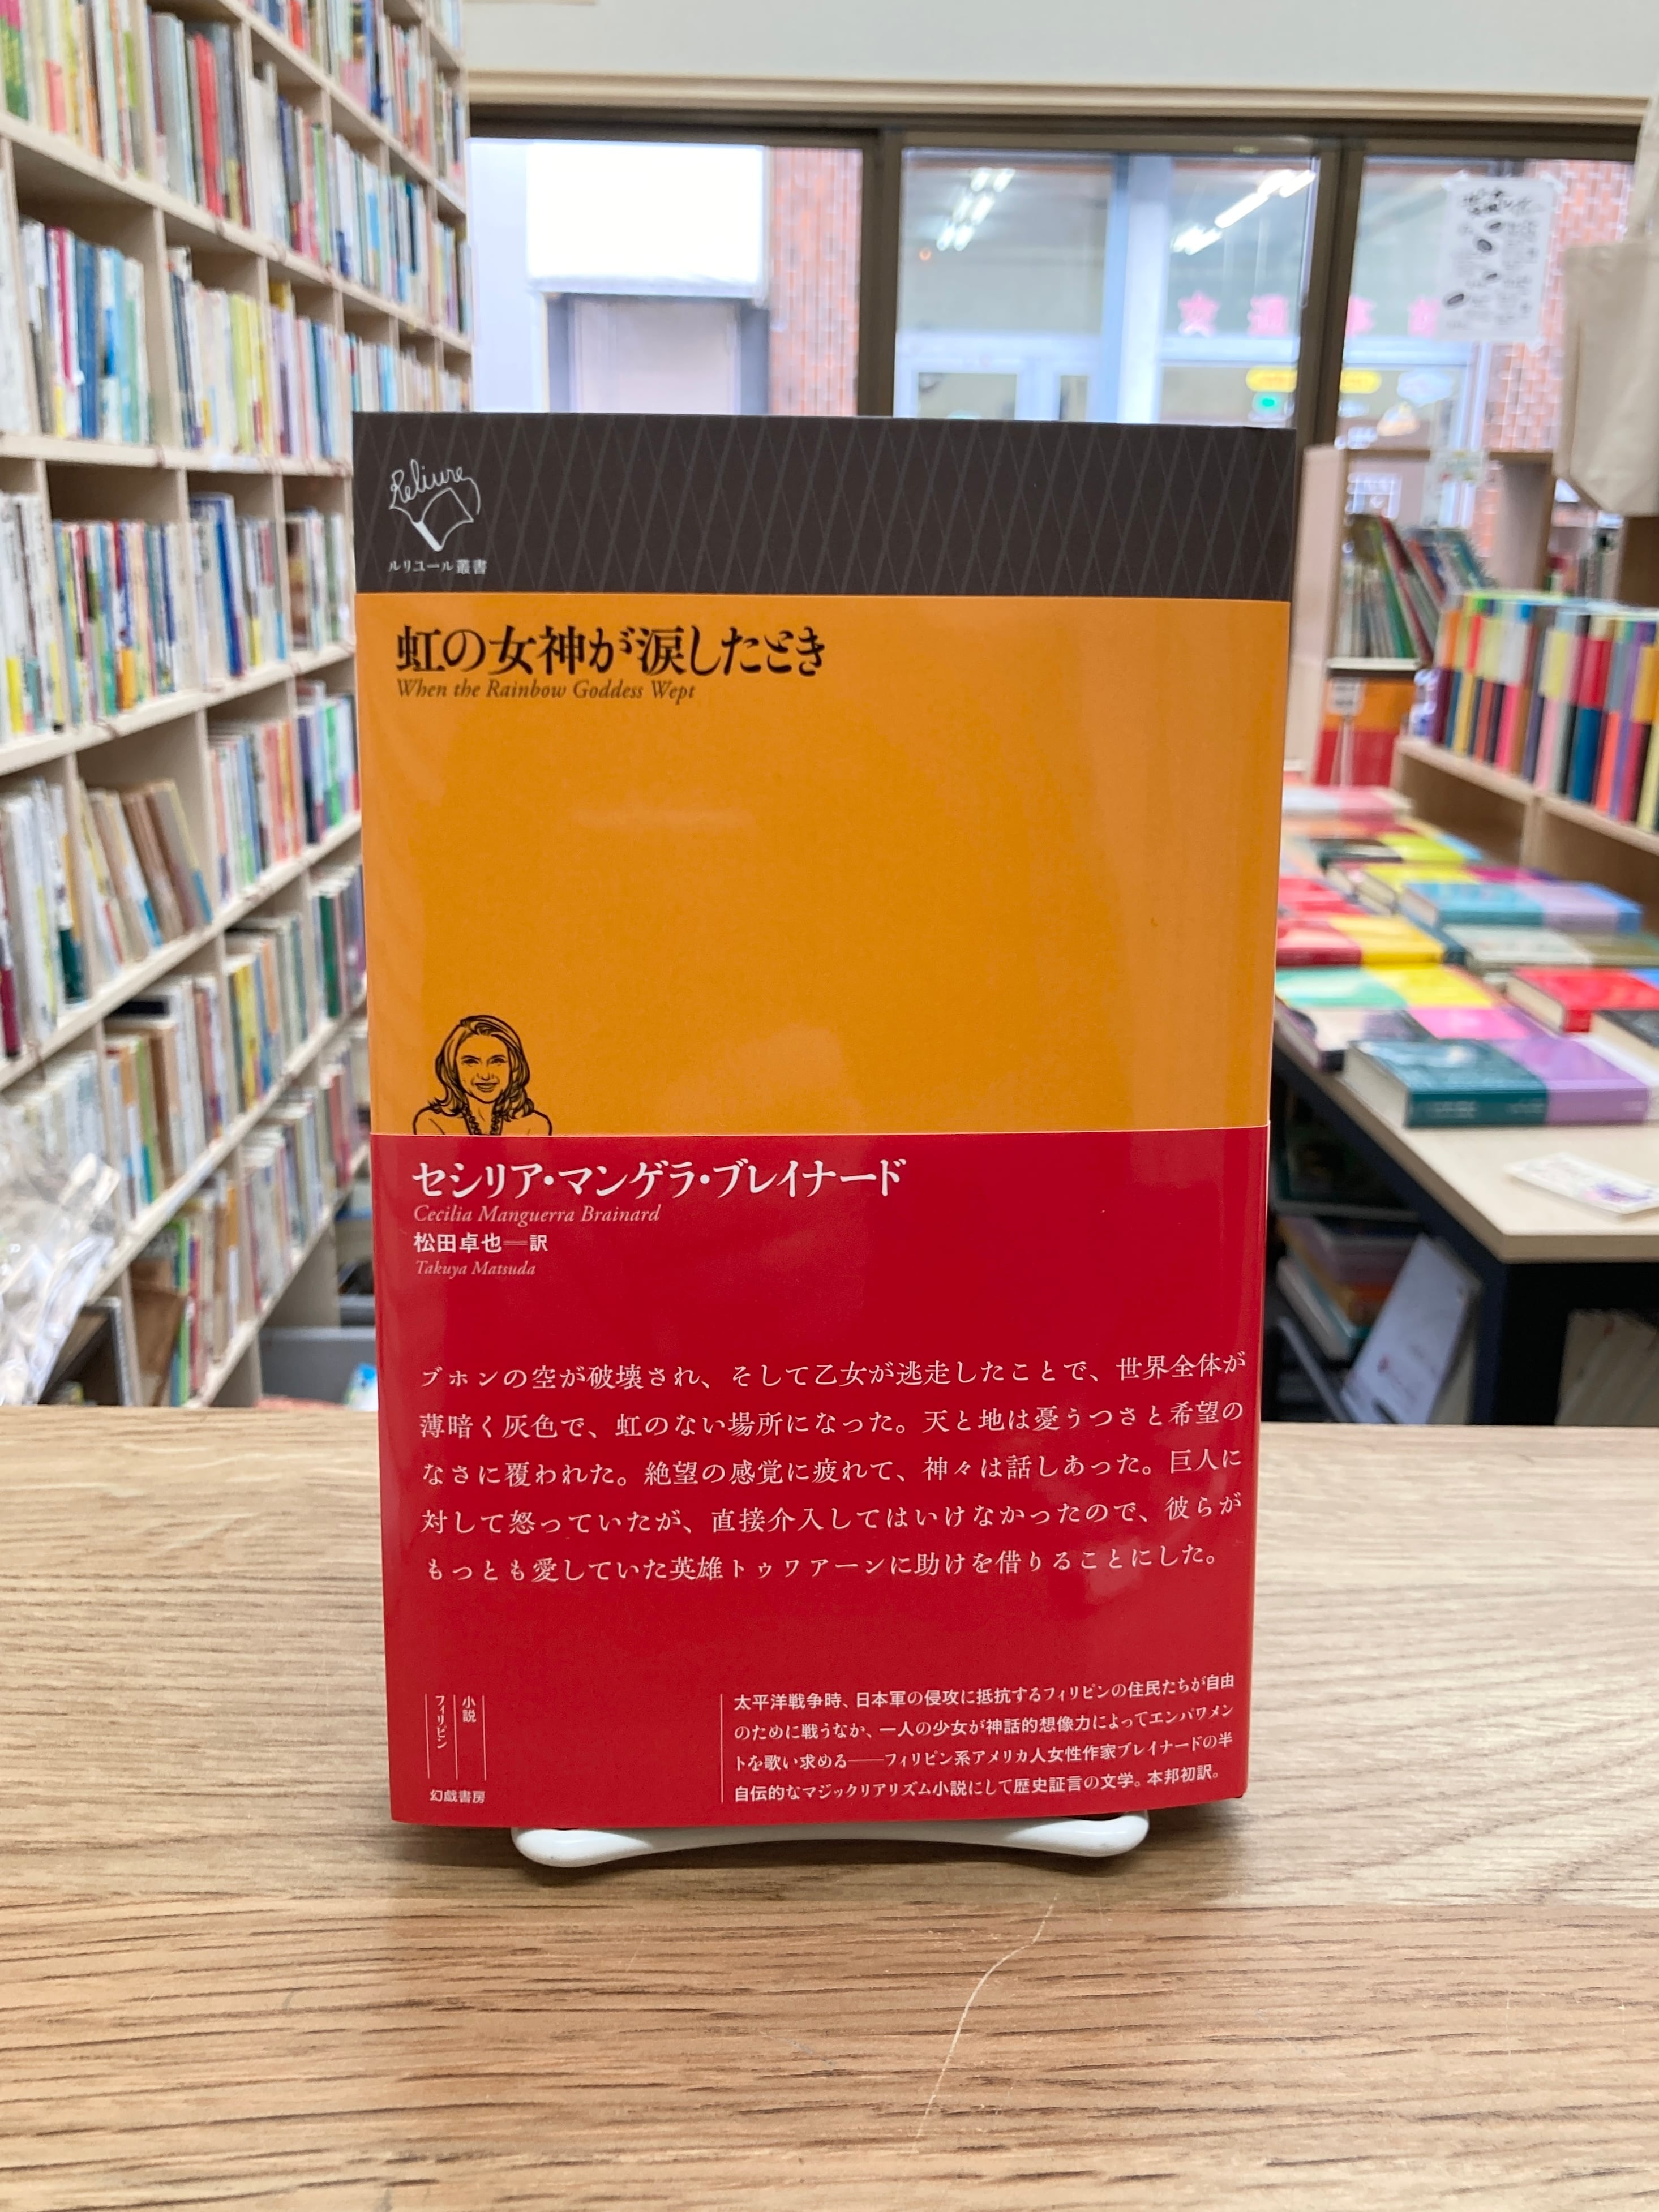 Reliure
ルリユール叢書
虹の女神が涙したとき
When the Rainbow Goddess Wept
セシリア・マンゲラ・ブレイナード
Cecilia Manguerra Brainard
松田卓也──訳
Takuya Matsuda
ブホンの空が破壊され、そして乙女が逃走したことで、世界全体が
薄暗く灰色で、虹のない場所になった。天と地は憂うつさと希望の
なさに覆われた。絶望の感覚に疲れて、神々は話しあった。巨人に
対して怒っていたが、直接介入してはいけなかったので、彼らが
もっとも愛していた英雄トゥワアーンに助けを借りることにした。
小説
フィリピン
幻戯書房
太平洋戦争時、日本軍の侵攻に抵抗するフィリピンの住民たちが自由
のために戦うなか、一人の少女が神話的想像力によってエンパワメン
トを歌い求める──フィリピン系アメリカ人女性作家ブレイナードの半
自伝的なマジックリアリズム小説にして歴史証言の文学。本邦初訳。